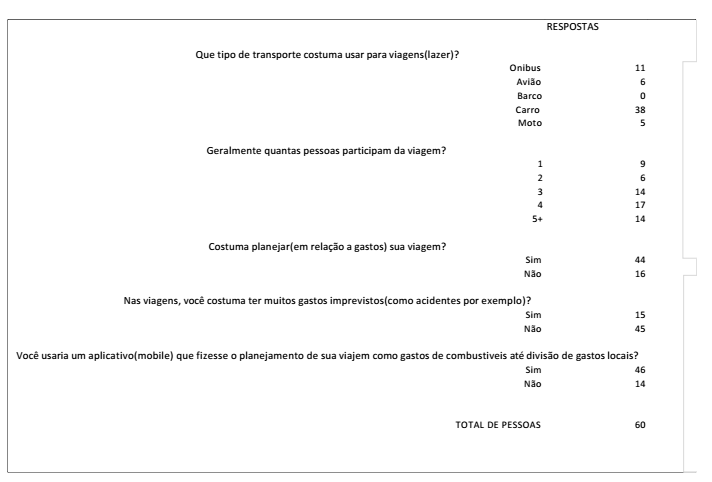 RESPOSTAS
Que tipo de transporte costuma usar para viagens(lazer)?
Onibus 11
Avião 6
Barco 0
Carro 38
Moto 5
Geralmente quantas pessoas participam da viagem?
1 9
2 6
3 14
4 17
5+ 14
Costuma planejar(em relação a gastos) sua viagem?
Sim 44
Não 16
Nas viagens, você costuma ter muitos gastos imprevistos(como acidentes por exemplo)?
Sim 15
Não 45
Você usaria um aplicativo(mobile) que fizesse o planejamento de sua viajem como gastos de combustiveis até divisão de gastos locais?
Sim 46
Não 14
TOTAL DE PESSOAS 60